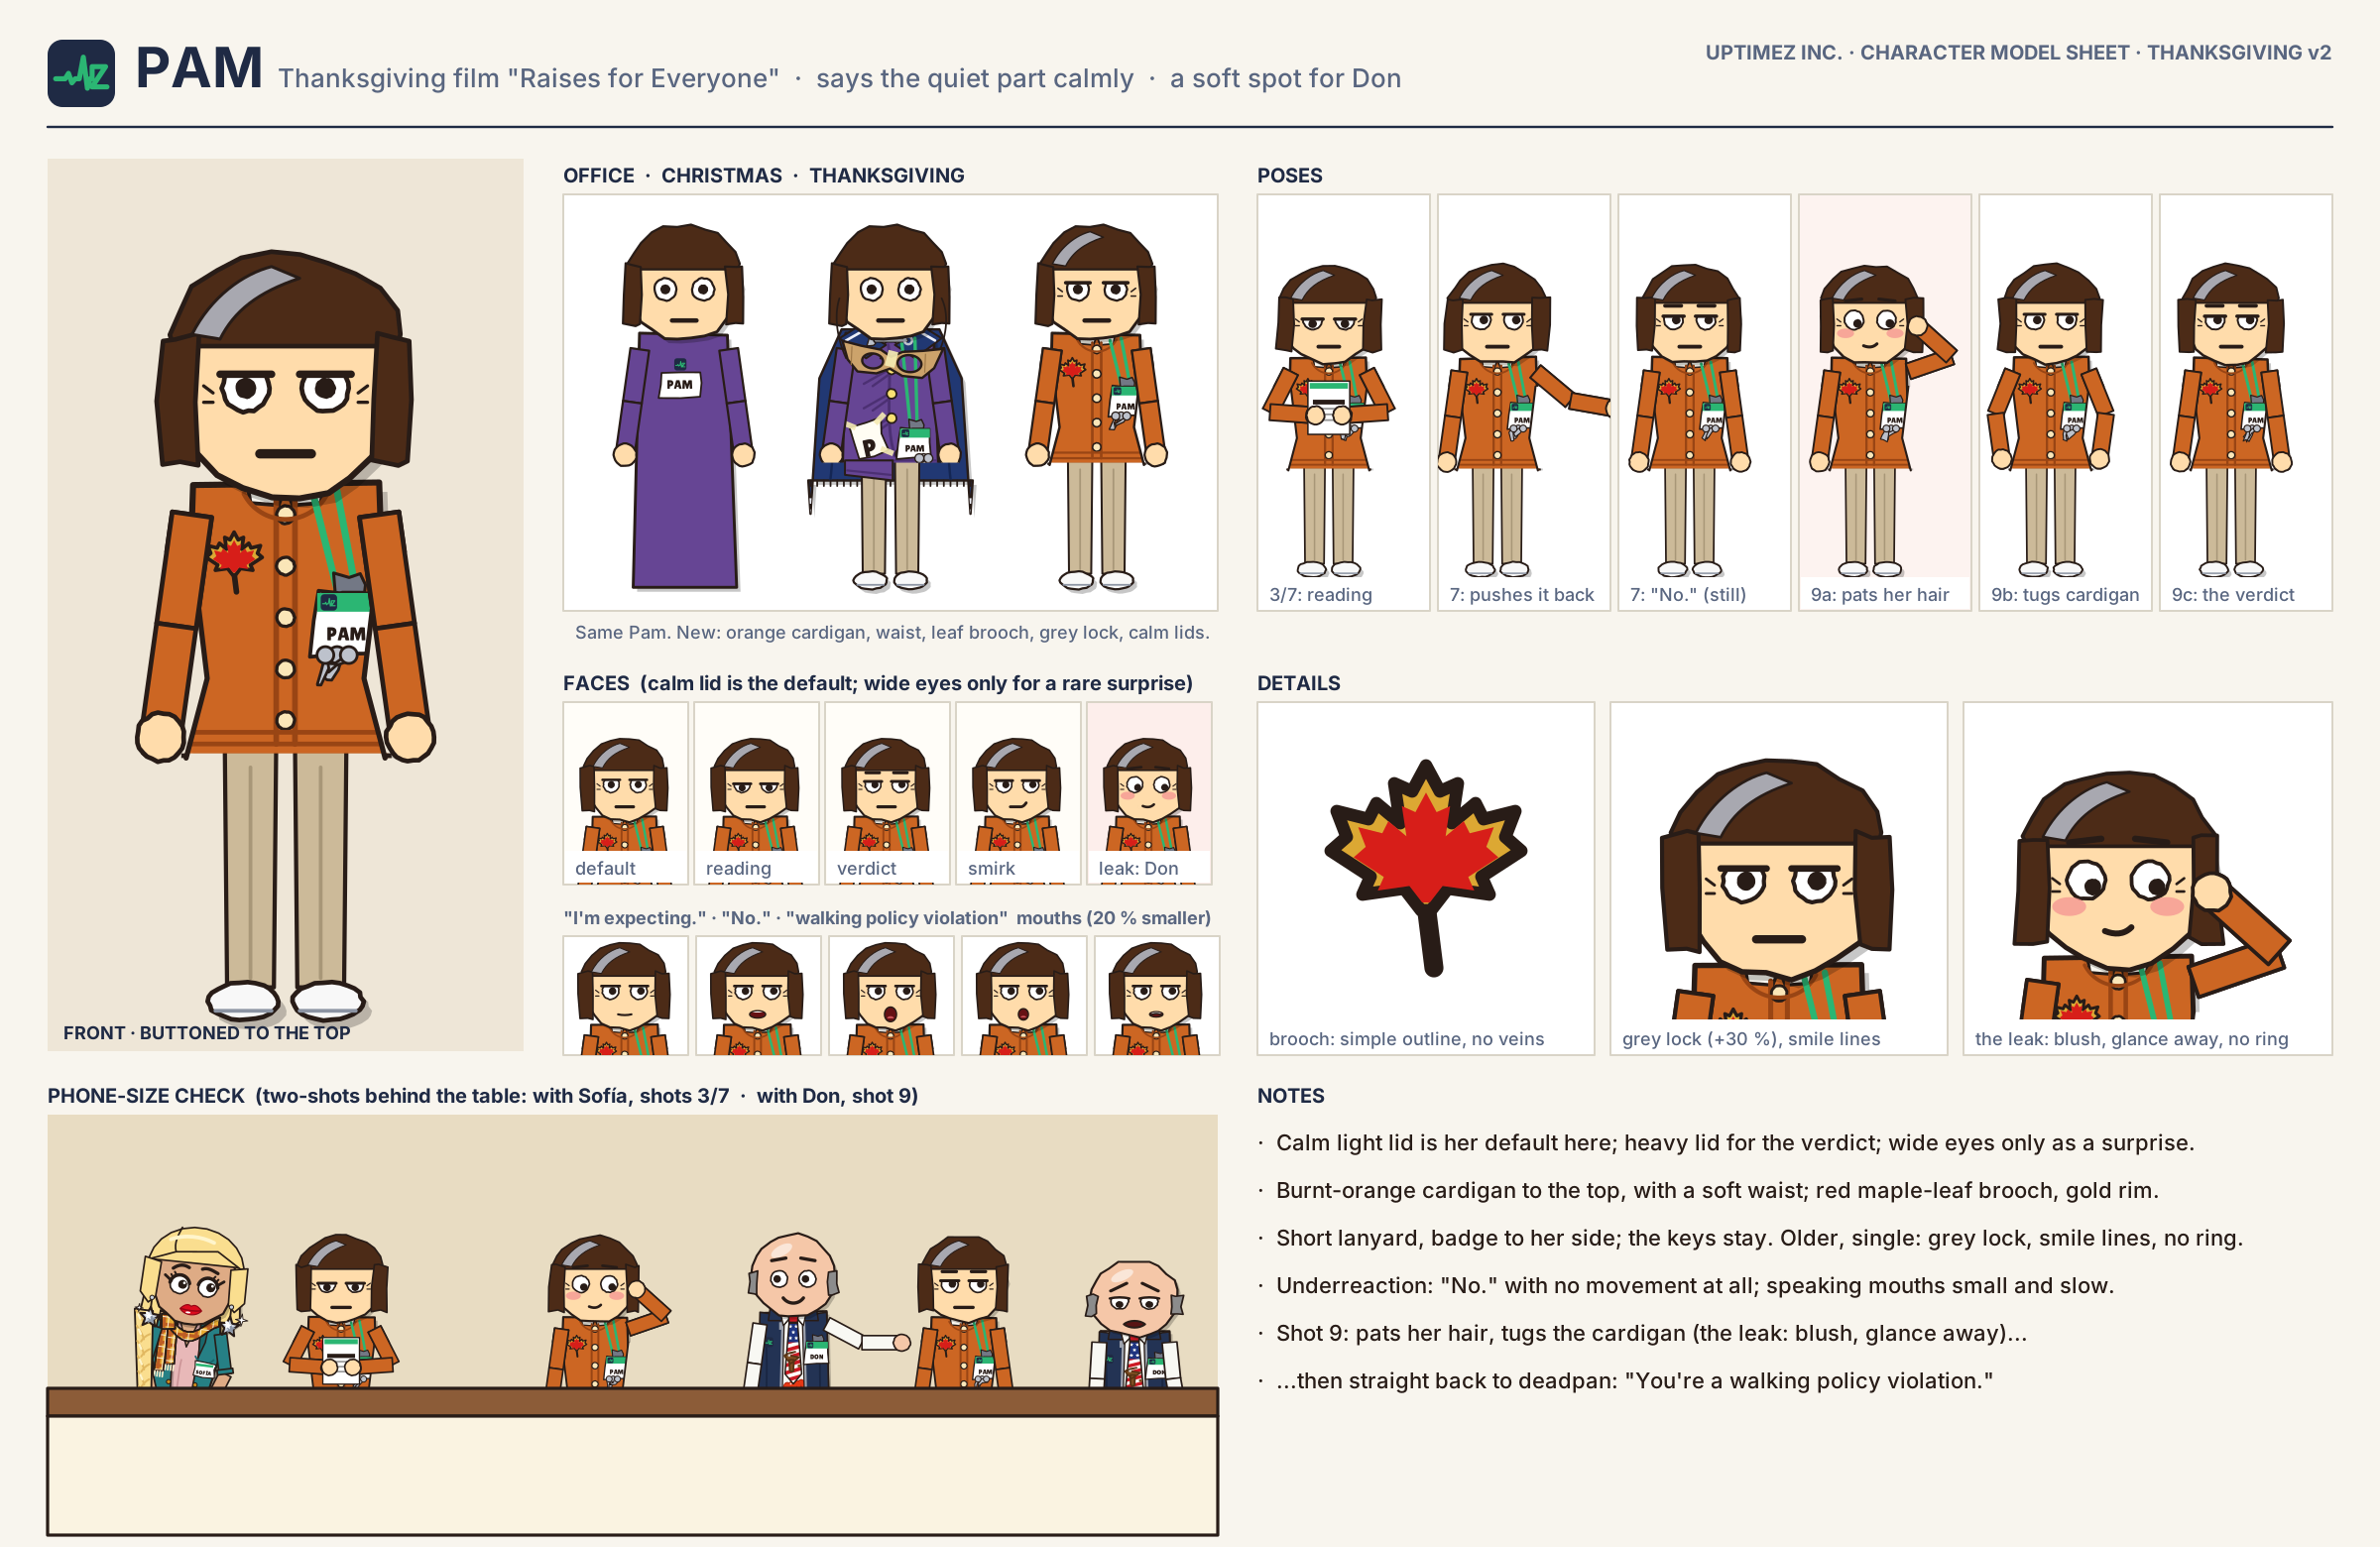 PAM Thanksgiving film "Raises for Everyone" · says the quiet part calmly · a soft spot for Don
UPTIMEZ INC. · CHARACTER MODEL SHEET · THANKSGIVING v2
PAM
FRONT · BUTTONED TO THE TOP
OFFICE · CHRISTMAS · THANKSGIVING
PAM
P
PAM
PAM
Same Pam. New: orange cardigan, waist, leaf brooch, grey lock, calm lids.
POSES
PAM
PAM
PAM
PAM
PAM
3/7: reading
7: pushes it back
7: "No." (still)
9a: pats her hair
9b: tugs cardigan
9c: the verdict
FACES (calm lid is the default; wide eyes only for a rare surprise)
default
reading
verdict
smirk
leak: Don
"I'm expecting." · "No." · "walking policy violation" mouths (20 % smaller)
DETAILS
brooch: simple outline, no veins
grey lock (+30 %), smile lines
the leak: blush, glance away, no ring
PHONE-SIZE CHECK (two-shots behind the table: with Sofía, shots 3/7 · with Don, shot 9)
SOFÍA
PAM
DON
PAM
DON
NOTES
· Calm light lid is her default here; heavy lid for the verdict; wide eyes only as a surprise.
· Burnt-orange cardigan to the top, with a soft waist; red maple-leaf brooch, gold rim.
· Short lanyard, badge to her side; the keys stay. Older, single: grey lock, smile lines, no ring.
· Underreaction: "No." with no movement at all; speaking mouths small and slow.
· Shot 9: pats her hair, tugs the cardigan (the leak: blush, glance away)...
· ...then straight back to deadpan: "You're a walking policy violation."